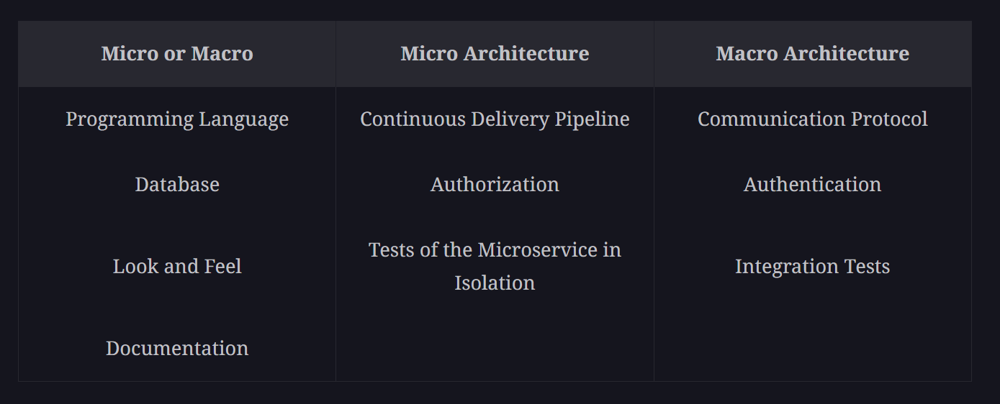 Micro or Macro Micro Architecture Macro Architecture
Programming Language Continuous Delivery Pipeline Communication Protocol
Database Authorization Authentication
Look and Feel Tests of the Microservice in Isolation Integration Tests
Documentation